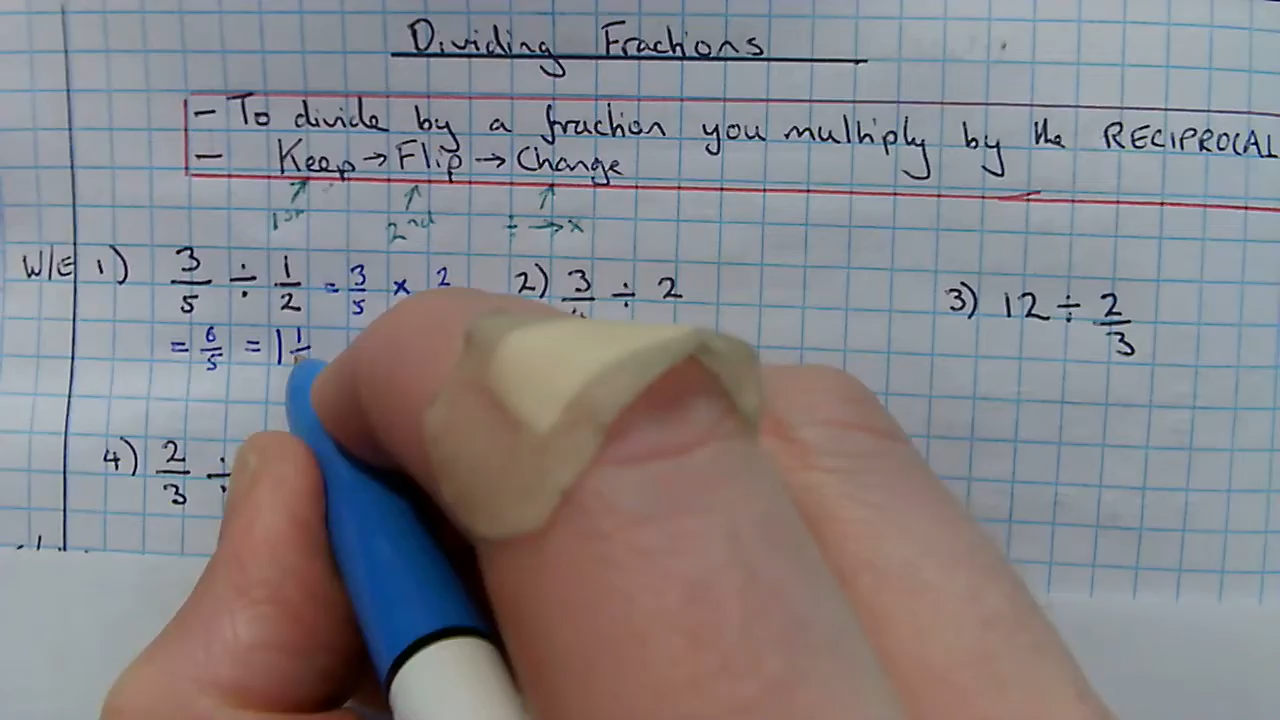 Dividing Fractions
- To divide by a fraction you multiply by the RECIPROCAL
- Keep → Flip → Change
1st 2nd ÷ → x
W/E 1) 3/5 ÷ 1/2 = 3/5 x 2 2) 3/ ÷ 2 3) 12 ÷ 2/3
= 6/5 = 1 1/
4) 2/3 ÷